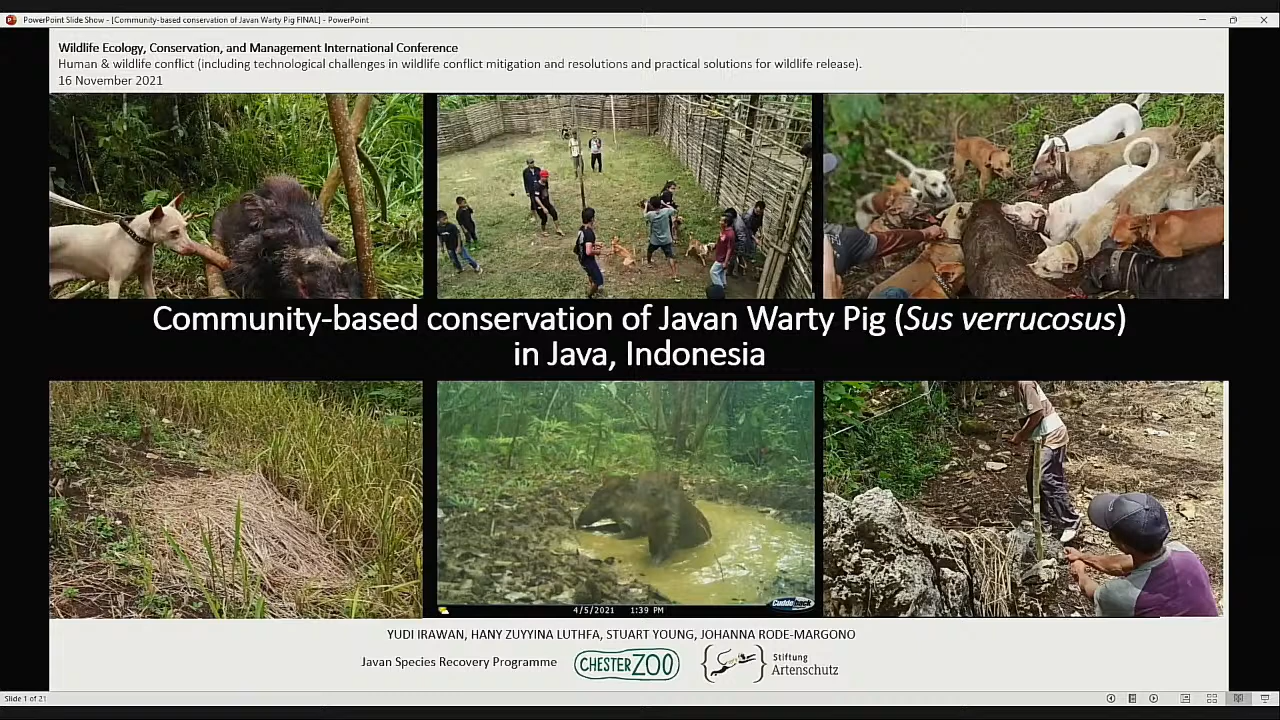 PowerPoint Slide Show - [Community-based conservation of Javan Warty Pig FINAL] - PowerPoint
Wildlife Ecology, Conservation, and Management International Conference
Human & wildlife conflict (including technological challenges in wildlife conflict mitigation and resolutions and practical solutions for wildlife release).
16 November 2021
Community-based conservation of Javan Warty Pig (Sus verrucosus)
in Java, Indonesia
4/5/2021 1:39 PM Cuddeback
YUDI IRAWAN, HANY ZUYYINA LUTHFA, STUART YOUNG, JOHANNA RODE-MARGONO
Javan Species Recovery Programme
CHESTER ZOO
Stiftung
Artenschutz
Slide 1 of 21